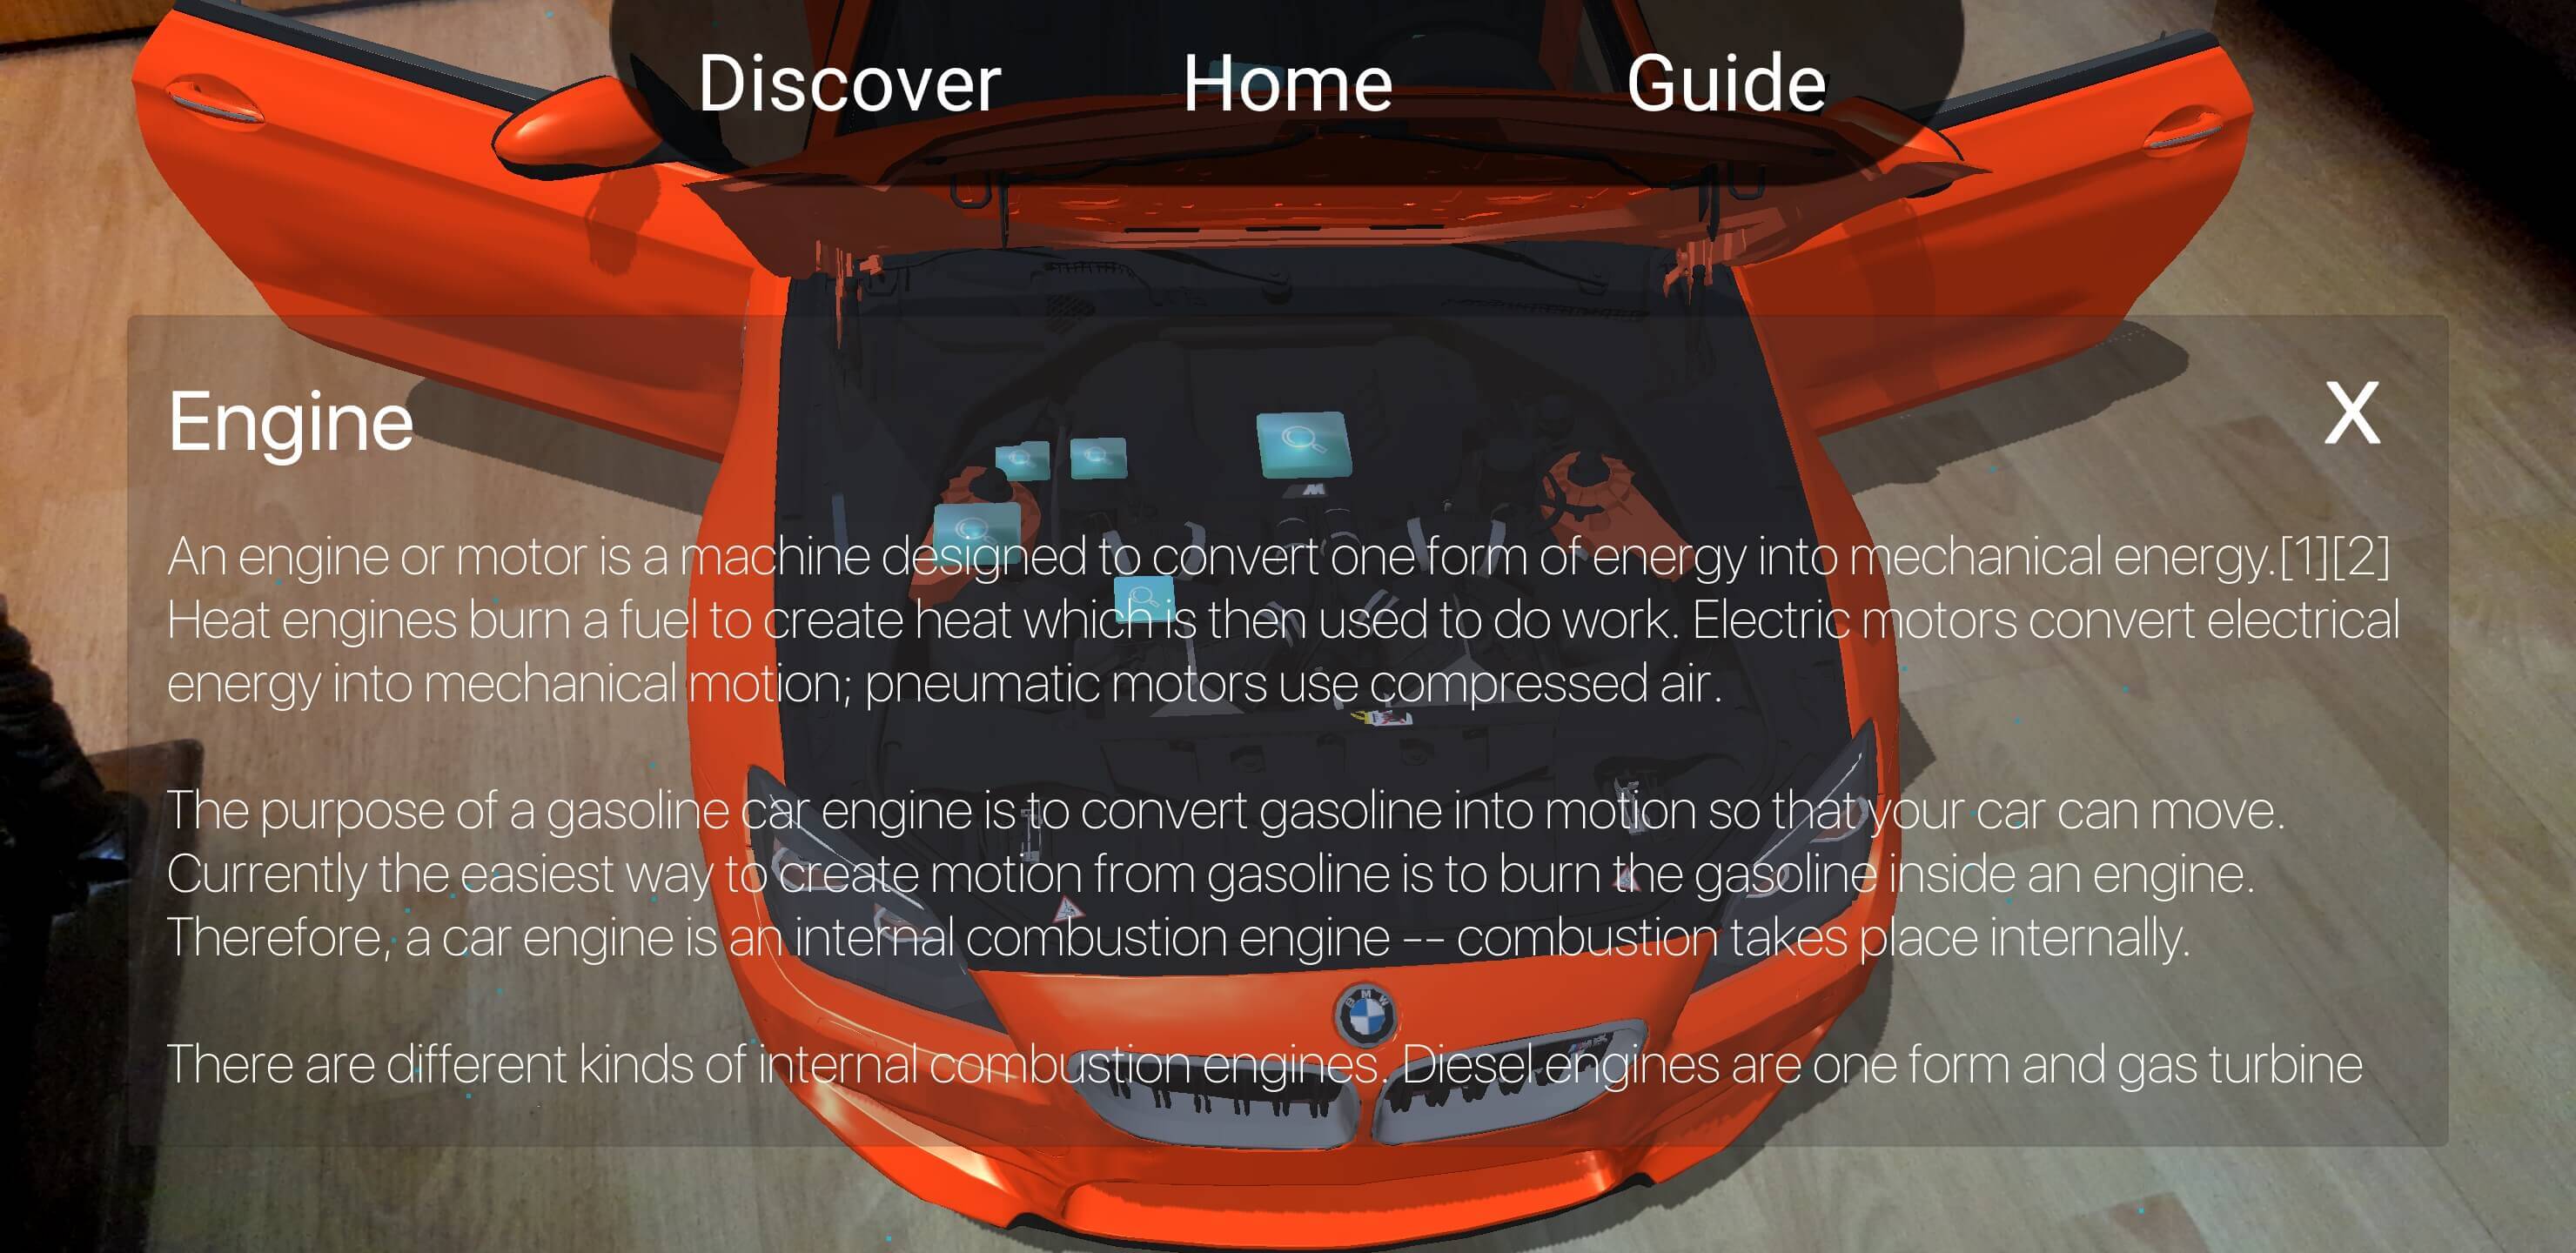 Discover Home Guide
Engine X
M
An engine or motor is a machine designed to convert one form of energy into mechanical energy.[1][2]
Heat engines burn a fuel to create heat which is then used to do work. Electric motors convert electrical
energy into mechanical motion; pneumatic motors use compressed air.
The purpose of a gasoline car engine is to convert gasoline into motion so that your car can move.
Currently the easiest way to create motion from gasoline is to burn the gasoline inside an engine.
Therefore, a car engine is an internal combustion engine -- combustion takes place internally.
BMW
There are different kinds of internal combustion engines. Diesel engines are one form and gas turbine